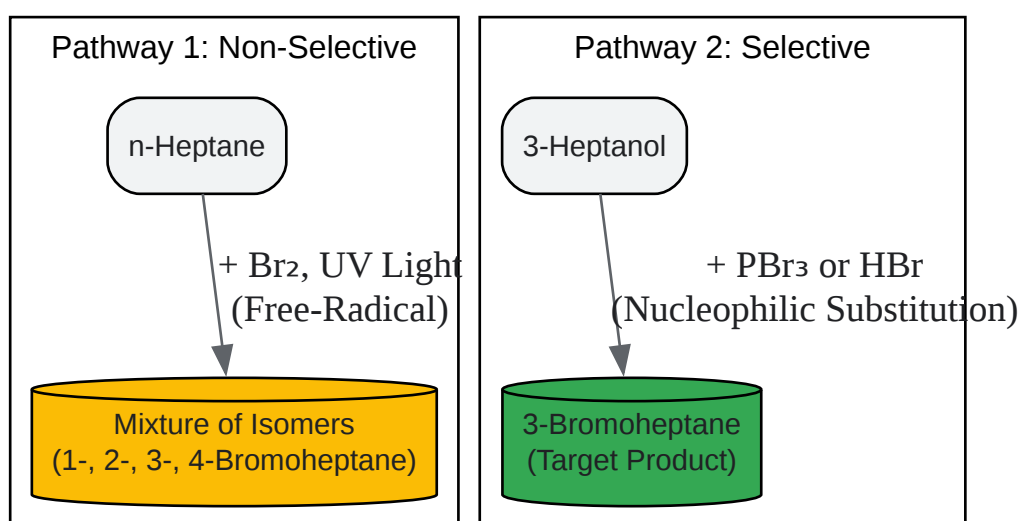 Pathway 1: Non-Selective
n-Heptane
+ Br₂, UV Light
(Free-Radical)
Mixture of Isomers
(1-, 2-, 3-, 4-Bromoheptane)
Pathway 2: Selective
3-Heptanol
+ PBr₃ or HBr
(Nucleophilic Substitution)
3-Bromoheptane
(Target Product)